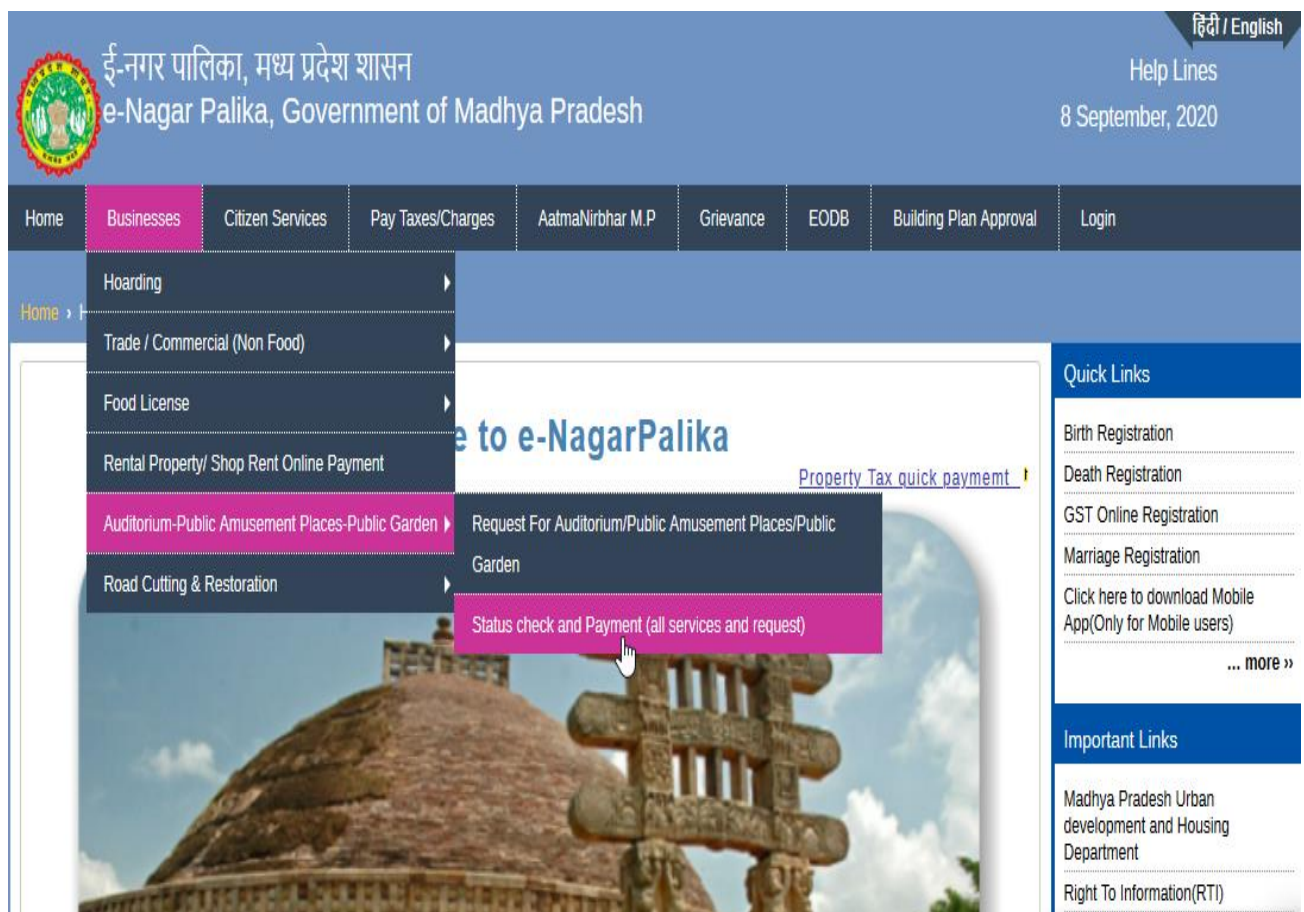 हिंदी / English
ई-नगर पालिका, मध्य प्रदेश शासन
e-Nagar Palika, Government of Madhya Pradesh
Help Lines
8 September, 2020
Home Businesses Citizen Services Pay Taxes/Charges AatmaNirbhar M.P Grievance EODB Building Plan Approval Login
Home › H
Hoarding
Trade / Commercial (Non Food)
Food License
Rental Property/ Shop Rent Online Payment
Auditorium-Public Amusement Places-Public Garden
Road Cutting & Restoration
Request For Auditorium/Public Amusement Places/Public
Garden
Status check and Payment (all services and request)
e to e-NagarPalika
Property Tax quick paymemt
Quick Links
Birth Registration
Death Registration
GST Online Registration
Marriage Registration
Click here to download Mobile
App(Only for Mobile users)
... more ››
Important Links
Madhya Pradesh Urban
development and Housing
Department
Right To Information(RTI)